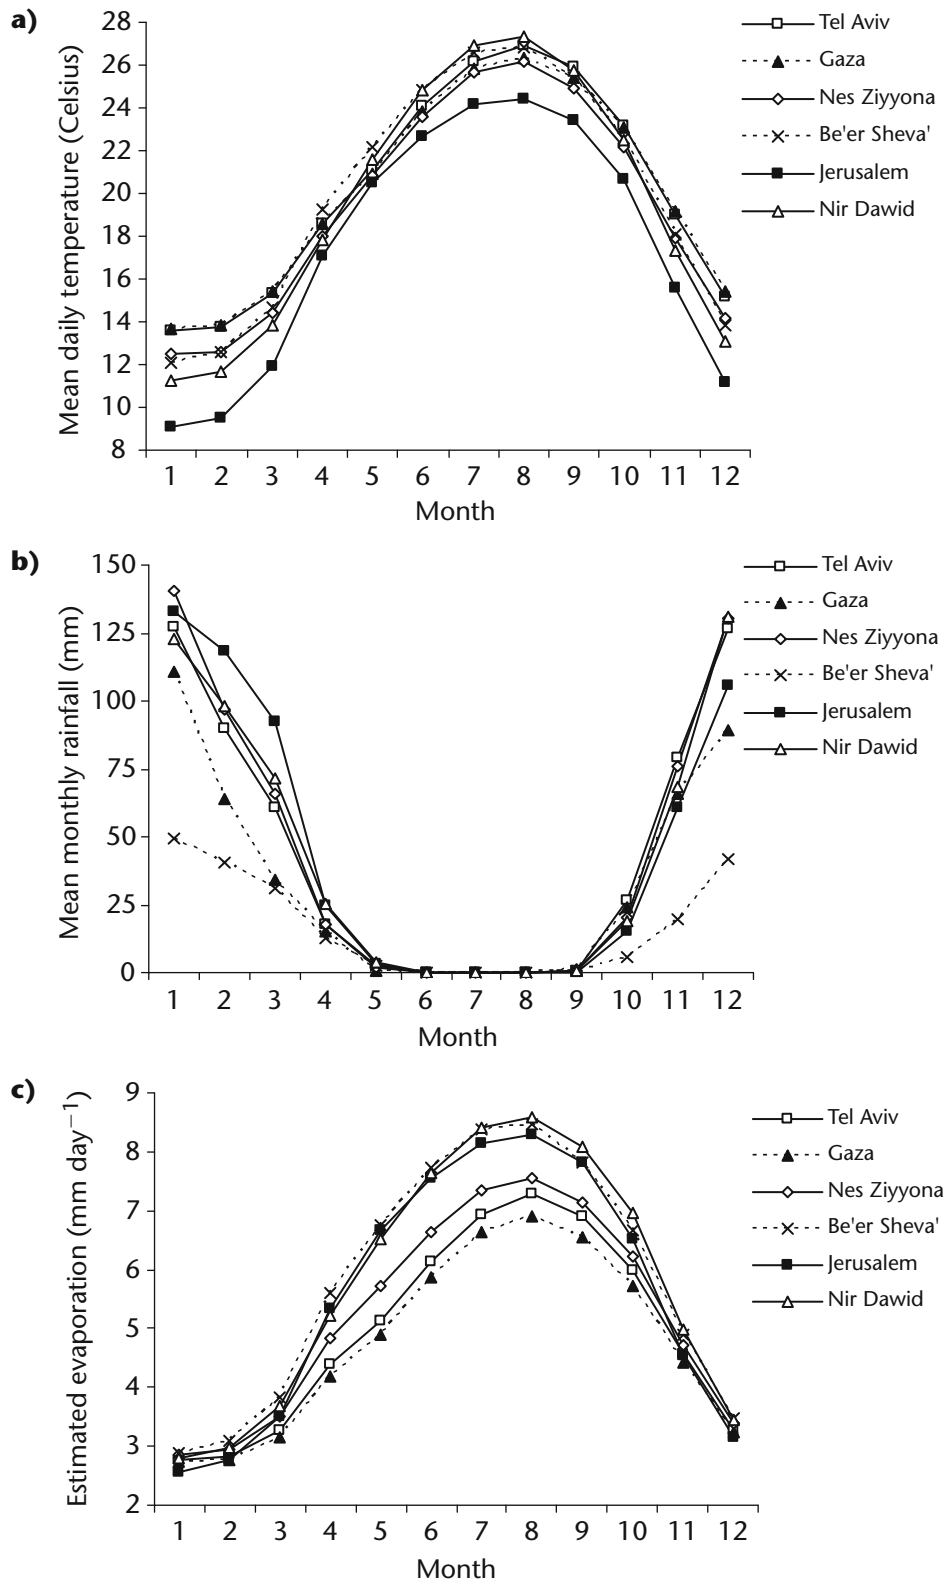 a)
Mean daily temperature (Celsius)
28
26
24
22
20
18
16
14
12
10
8
1 2 3 4 5 6 7 8 9 10 11 12
Month
Tel Aviv
Gaza
Nes Ziyyona
Be'er Sheva'
Jerusalem
Nir Dawid
b)
Mean monthly rainfall (mm)
150
125
100
75
50
25
0
1 2 3 4 5 6 7 8 9 10 11 12
Month
Tel Aviv
Gaza
Nes Ziyyona
Be'er Sheva'
Jerusalem
Nir Dawid
c)
Estimated evaporation (mm day⁻¹)
9
8
7
6
5
4
3
2
1 2 3 4 5 6 7 8 9 10 11 12
Month
Tel Aviv
Gaza
Nes Ziyyona
Be'er Sheva'
Jerusalem
Nir Dawid